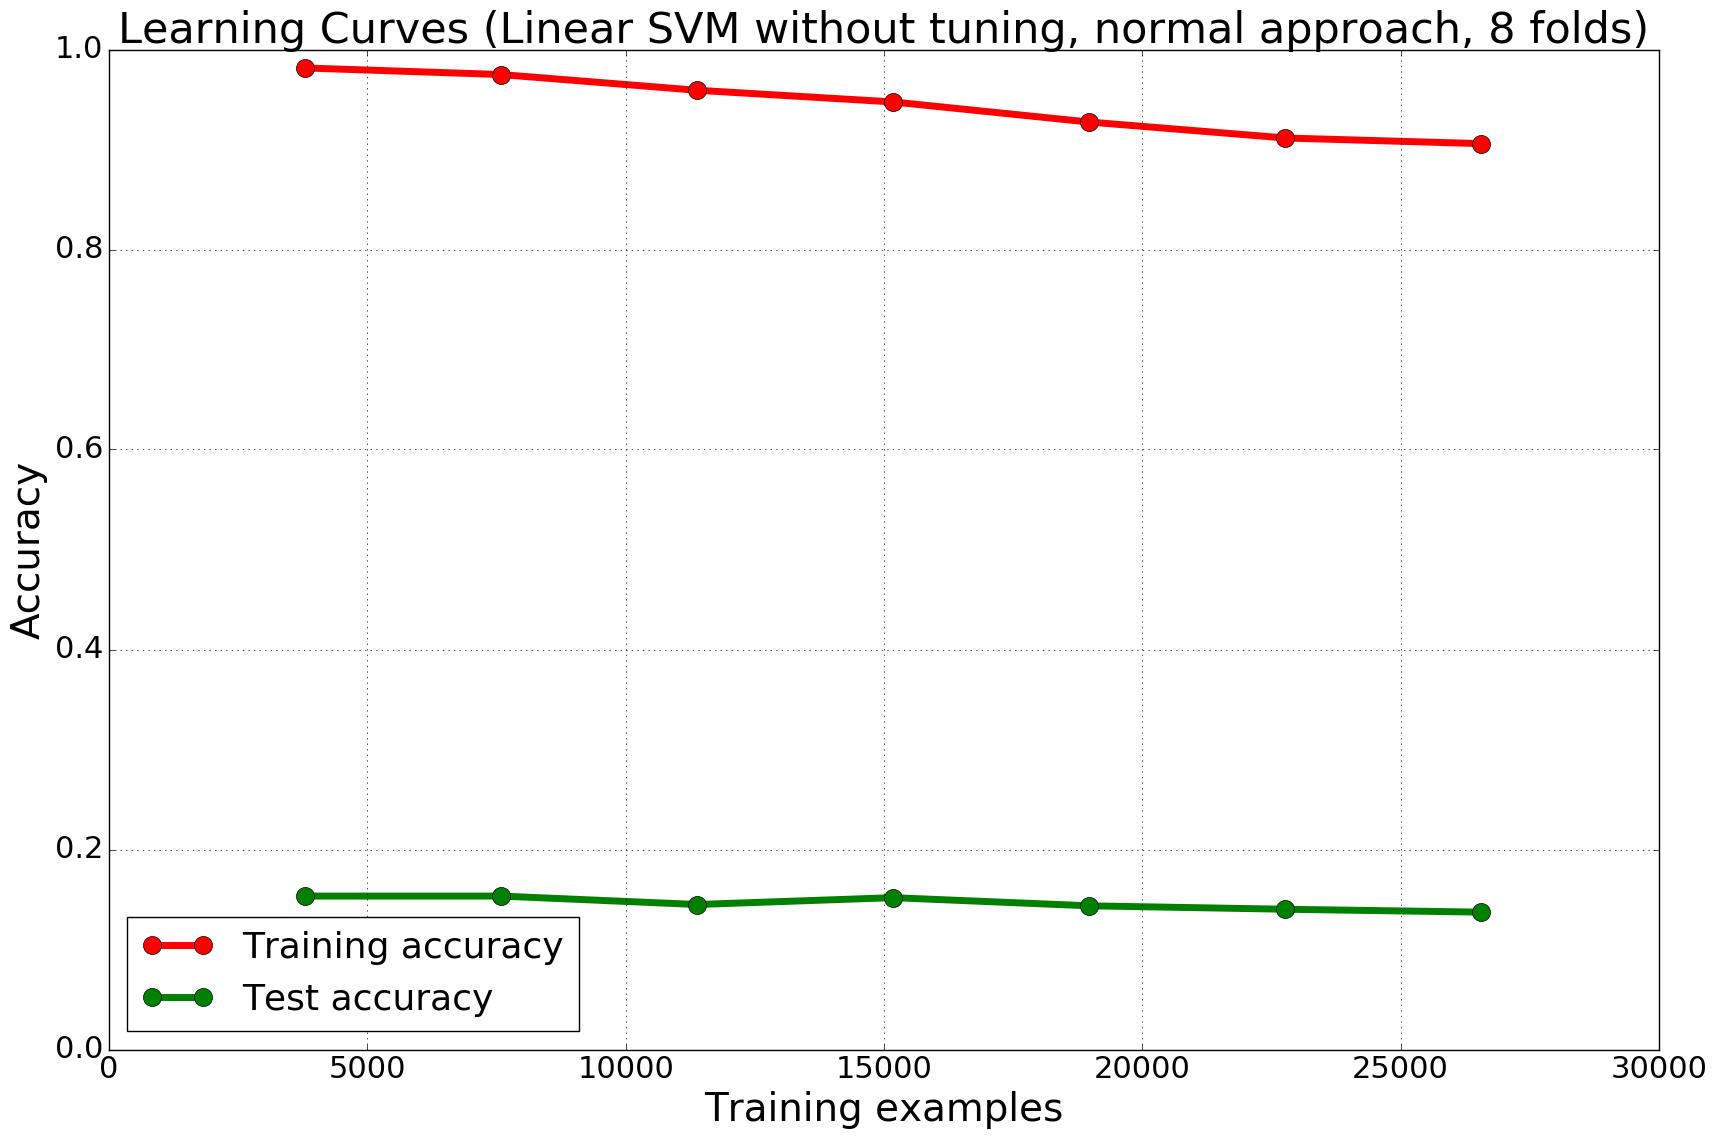 Learning Curves (Linear SVM without tuning, normal approach, 8 folds)
1.0
0.8
0.6
0.4
0.2
0.0
Accuracy
Training accuracy
Test accuracy
0 5000 10000 15000 20000 25000 30000
Training examples